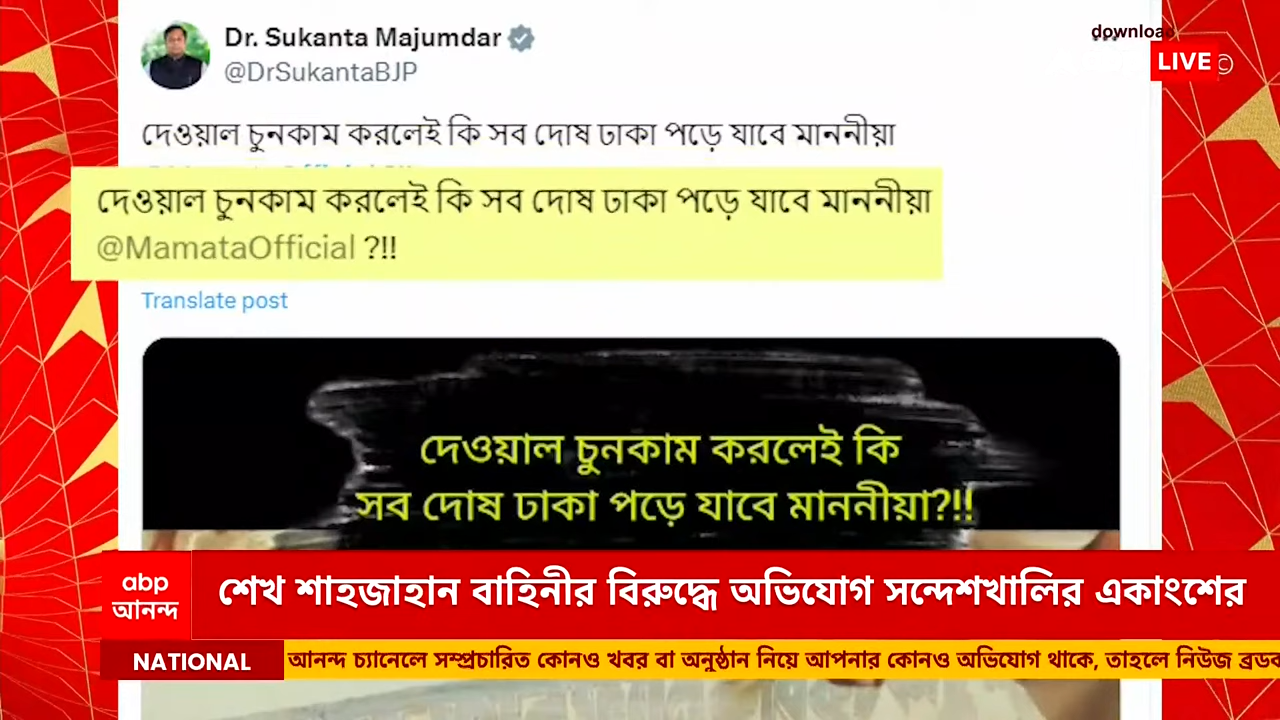 Dr. Sukanta Majumdar
@DrSukantaBJP
download
LIVE
©
দেওয়াল চুনকাম করলেই কি সব দোষ ঢাকা পড়ে যাবে মাননীয়া
দেওয়াল চুনকাম করলেই কি সব দোষ ঢাকা পড়ে যাবে মাননীয়া
@MamataOfficial ?!!
Translate post
দেওয়াল চুনকাম করলেই কি
সব দোষ ঢাকা পড়ে যাবে মাননীয়া?!!
abp
আনন্দ
শেখ শাহজাহান বাহিনীর বিরুদ্ধে অভিযোগ সন্দেশখালির একাংশের
NATIONAL
আনন্দ চ্যানেলে সম্প্রচারিত কোনও খবর বা অনুষ্ঠান নিয়ে আপনার কোনও অভিযোগ থাকে, তাহলে নিউজ